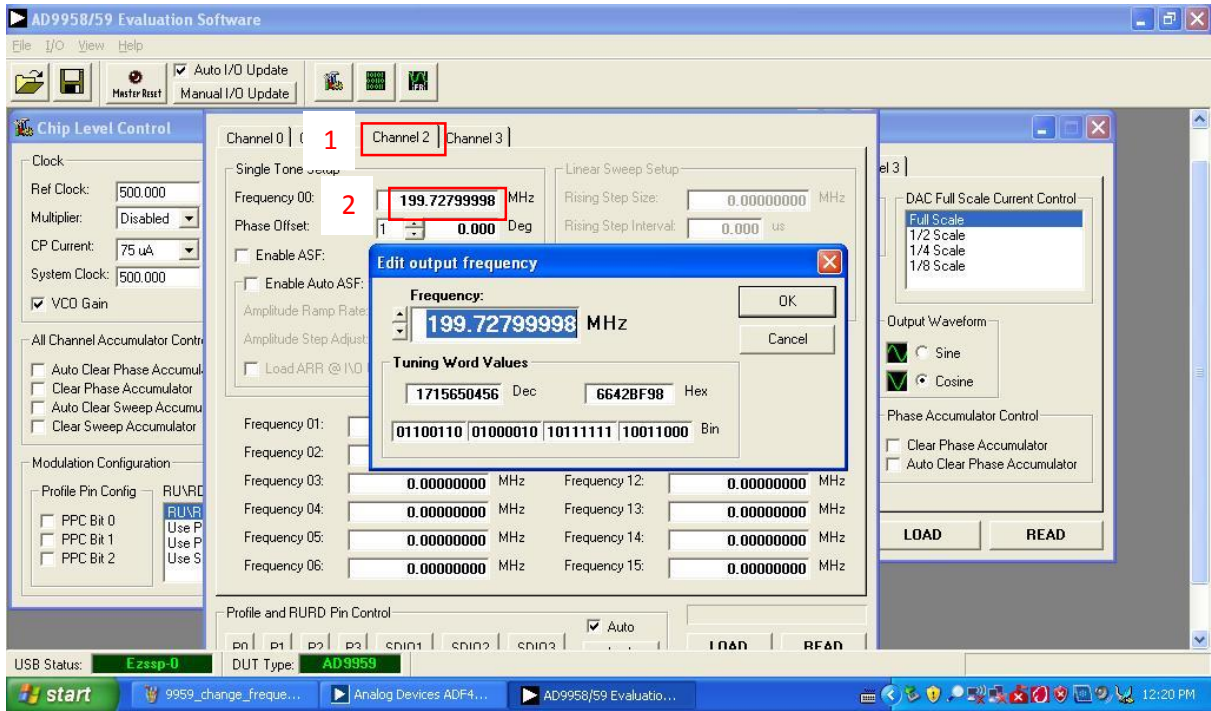 AD9958/59 Evaluation Software
File I/O View Help
Master Reset
Auto I/O Update
Manual I/O Update
Chip Level Control
Clock
Ref Clock: 500.000
Multiplier: Disabled
CP Current: 75 uA
System Clock: 500.000
VCO Gain
All Channel Accumulator Contr
Auto Clear Phase Accumul
Clear Phase Accumulator
Auto Clear Sweep Accumu
Clear Sweep Accumulator
Modulation Configuration
Profile Pin Config
PPC Bit 0
PPC Bit 1
PPC Bit 2
RU\RD
RU\R
Use P
Use P
Use S
Channel 0 1 Channel 2 Channel 3
Single Tone Setup
Frequency 00: 2 199.72799998 MHz
Phase Offset: 1 0.000 Deg
Enable ASF:
Enable Auto ASF:
Amplitude Ramp Rate:
Amplitude Step Adjust:
Load ARR @ I\O
Linear Sweep Setup
Rising Step Size: 0.00000000 MHz
Rising Step Interval: 0.000 us
Edit output frequency
Frequency:
199.72799998 MHz
OK
Cancel
Tuning Word Values
1715650456 Dec 6642BF98 Hex
01100110 01000010 10111111 10011000 Bin
Frequency 01:
Frequency 02:
Frequency 03: 0.00000000 MHz Frequency 12: 0.00000000 MHz
Frequency 04: 0.00000000 MHz Frequency 13: 0.00000000 MHz
Frequency 05: 0.00000000 MHz Frequency 14: 0.00000000 MHz
Frequency 06: 0.00000000 MHz Frequency 15: 0.00000000 MHz
Profile and RURD Pin Control
Auto
P0 P1 P2 P3 SDIO1 SDIO2 SDIO3
LOAD READ
el 3
DAC Full Scale Current Control
Full Scale
1/2 Scale
1/4 Scale
1/8 Scale
Output Waveform
Sine
Cosine
Phase Accumulator Control
Clear Phase Accumulator
Auto Clear Phase Accumulator
LOAD READ
USB Status: Ezssp-0 DUT Type: AD9959
start 9959_change_freque... Analog Devices ADF4... AD9958/59 Evaluatio... 12:20 PM